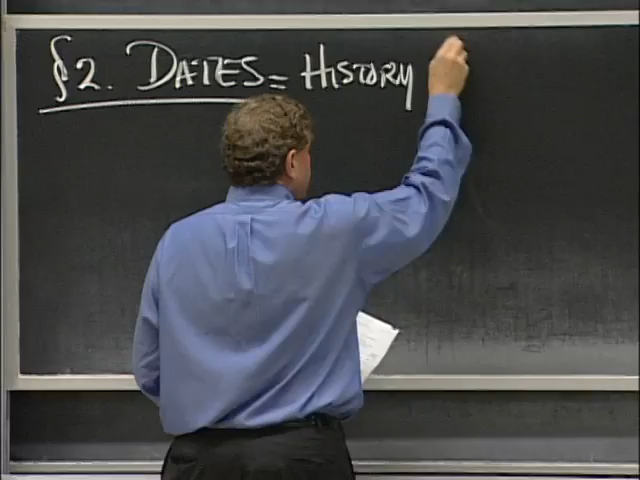 §2. DATES = HISTORY